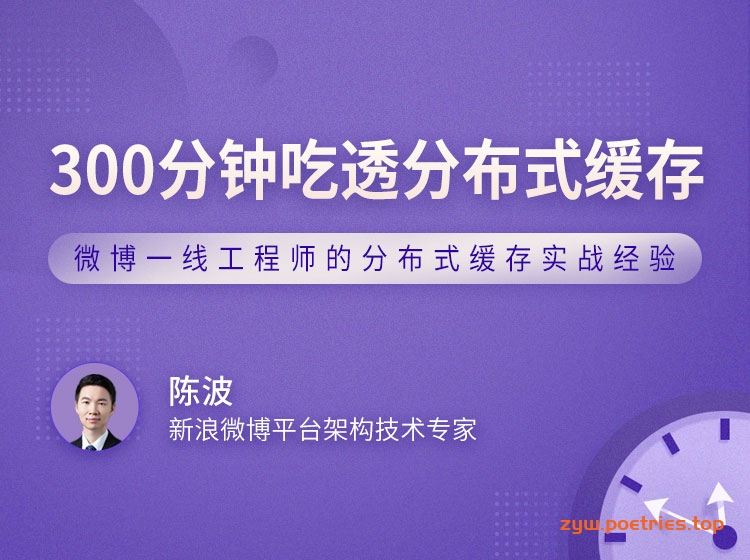 300分钟吃透分布式缓存
微博一线工程师的分布式缓存实战经验
陈波
新浪微博平台架构技术专家
zyw.poetries.top